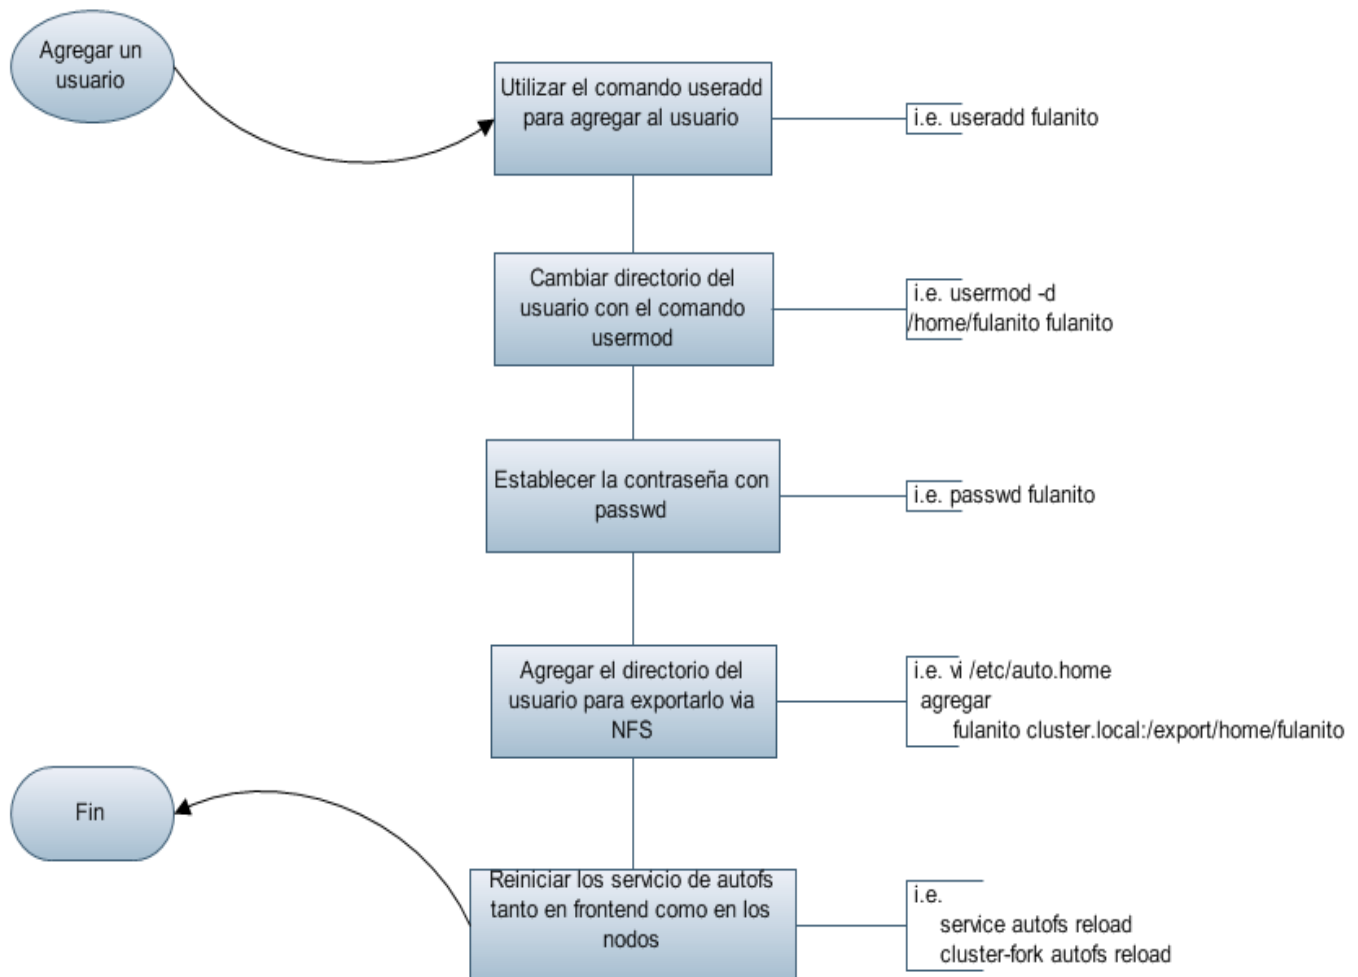 Agregar un
usuario
Utilizar el comando useradd
para agregar al usuario
i.e. useradd fulanito
Cambiar directorio del
usuario con el comando
usermod
i.e. usermod -d
/home/fulanito fulanito
Establecer la contraseña con
passwd
i.e. passwd fulanito
Agregar el directorio del
usuario para exportarlo via
NFS
i.e. vi /etc/auto.home
agregar
fulanito cluster.local:/export/home/fulanito
Fin
Reiniciar los servicio de autofs
tanto en frontend como en los
nodos
i.e.
service autofs reload
cluster-fork autofs reload